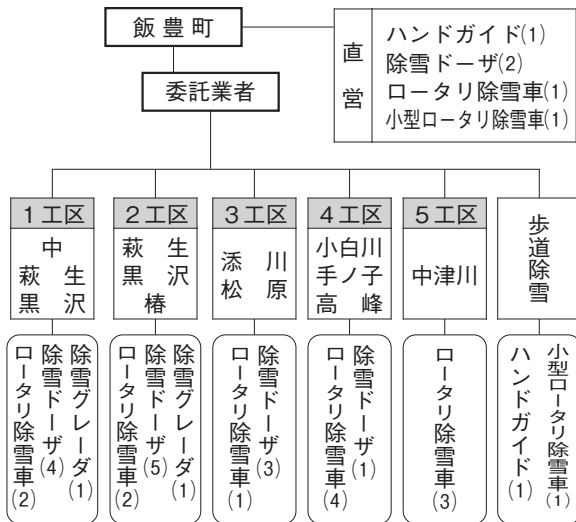 飯豊町
委託業者
直営
ハンドガイド(1)
除雪ドーザ(2)
ロータリ除雪車(1)
小型ロータリ除雪車(1)
1工区
中
萩生
黒沢
除雪グレーダ(1)
除雪ドーザ(4)
ロータリ除雪車(2)
2工区
萩生
黒沢
椿
除雪グレーダ(1)
除雪ドーザ(5)
ロータリ除雪車(2)
3工区
添川
松原
除雪ドーザ(3)
ロータリ除雪車(1)
4工区
小白川
手ノ子
高峰
除雪ドーザ(1)
ロータリ除雪車(4)
5工区
中津川
ロータリ除雪車(3)
歩道除雪
小型ロータリ除雪車(1)
ハンドガイド(1)